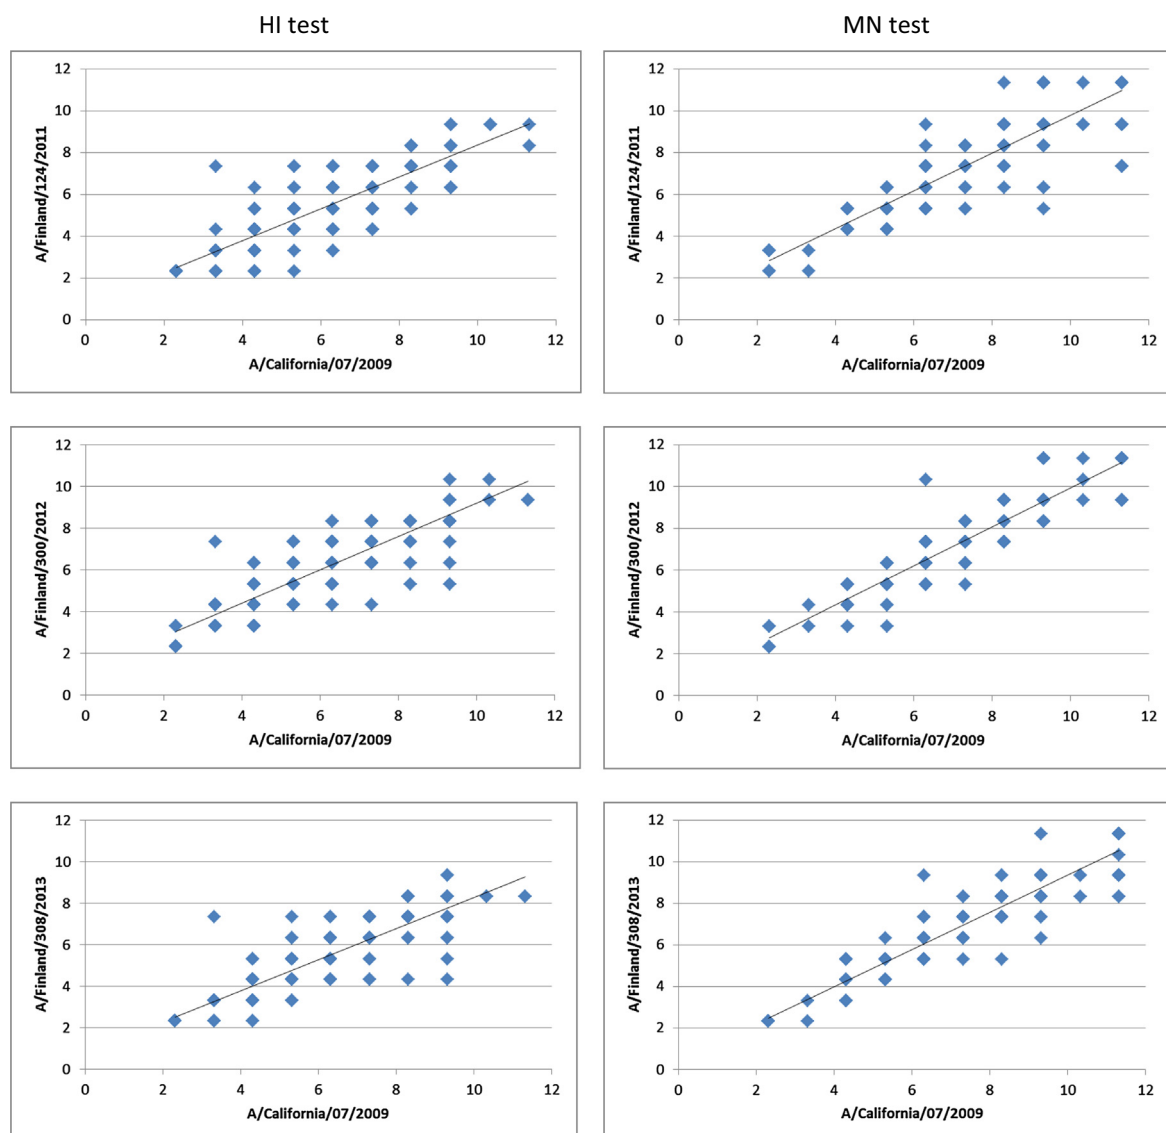 HI test
MN test
12
10
8
6
4
2
0
0 2 4 6 8 10 12
A/Finland/124/2011
A/California/07/2009
12
10
8
6
4
2
0
0 2 4 6 8 10 12
A/Finland/124/2011
A/California/07/2009
12
10
8
6
4
2
0
0 2 4 6 8 10 12
A/Finland/300/2012
A/California/07/2009
12
10
8
6
4
2
0
0 2 4 6 8 10 12
A/Finland/300/2012
A/California/07/2009
12
10
8
6
4
2
0
0 2 4 6 8 10 12
A/Finland/308/2013
A/California/07/2009
12
10
8
6
4
2
0
0 2 4 6 8 10 12
A/Finland/308/2013
A/California/07/2009